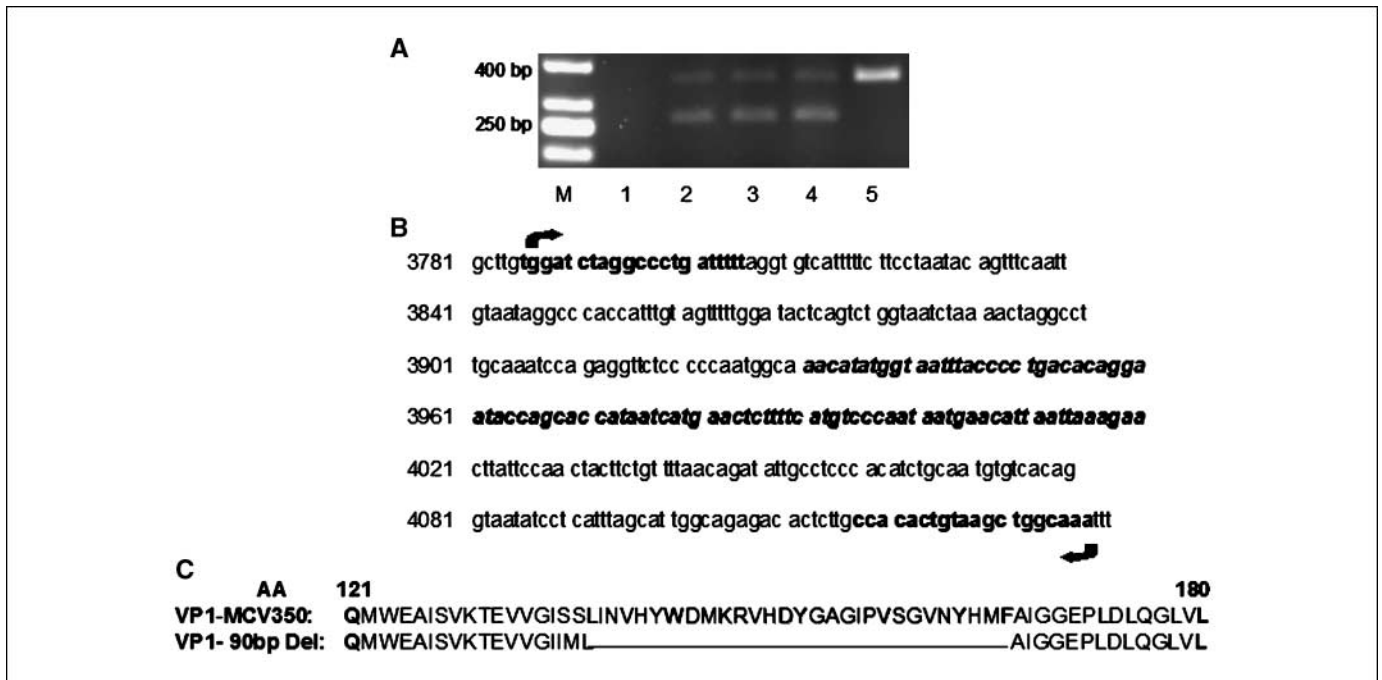 A
400 bp
250 bp
M 1 2 3 4 5
B
3781 gcttgtggat ctaggccctg atttttaggt gtcatttttc ttcctaatac agtttcaatt
3841 gtaataggcc caccatttgt agtttttgga tactcagtct ggtaatctaa aactaggcct
3901 tgcaaatcca gaggttctcc cccaatggca aacatatggt aatttacccc tgacacagga
3961 ataccagcac cataatcatg aactcttttc atgtcccaat aatgaacatt aattaaagaa
4021 cttattccaa ctacttctgt tttaacagat attgcctccc acatctgcaa tgtgtcacag
4081 gtaatatcct catttagcat tggcagagac actcttgcca cactgtaagc tggcaaattt
C
AA 121 180
VP1-MCV350: QMWEAISVKTEVVGISSLINVHYWDMKRVHDYGAGIPVSGVNYHMFAIGGEPLDLQGLVL
VP1- 90bp Del: QMWEAISVKTEVVGIIML AIGGEPLDLQGLVL